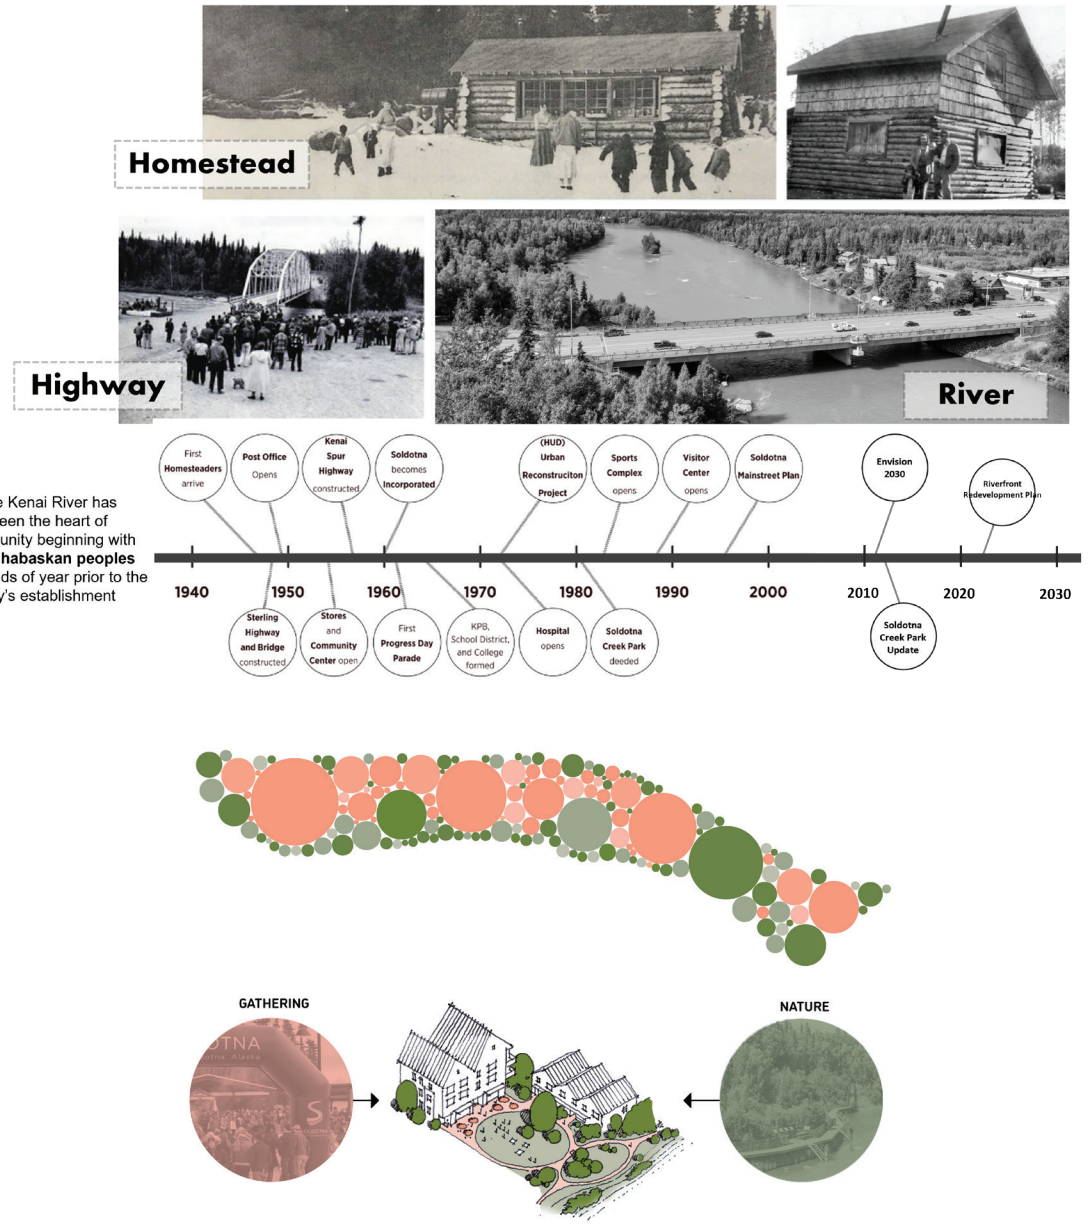 Homestead
Highway
River
e Kenai River has
een the heart of
unity beginning with
habaskan peoples
ds of year prior to the
y's establishment
First
Homesteaders
arrive
Post Office
Opens
Kenai
Spur
Highway
constructed
Soldotna
becomes
Incorporated
(HUD)
Urban
Reconstruciton
Project
Sports
Complex
opens
Visitor
Center
opens
Soldotna
Mainstreet Plan
Envision
2030
Riverfront
Redevelopment Plan
1940
1950
1960
1970
1980
1990
2000
2010
2020
2030
Sterling
Highway
and Bridge
constructed
Stores
and
Community
Center open
First
Progress Day
Parade
KPB,
School District,
and College
formed
Hospital
opens
Soldotna
Creek Park
deeded
Soldotna
Creek Park
Update
GATHERING
NATURE
OTNA
otna, Alaska
S